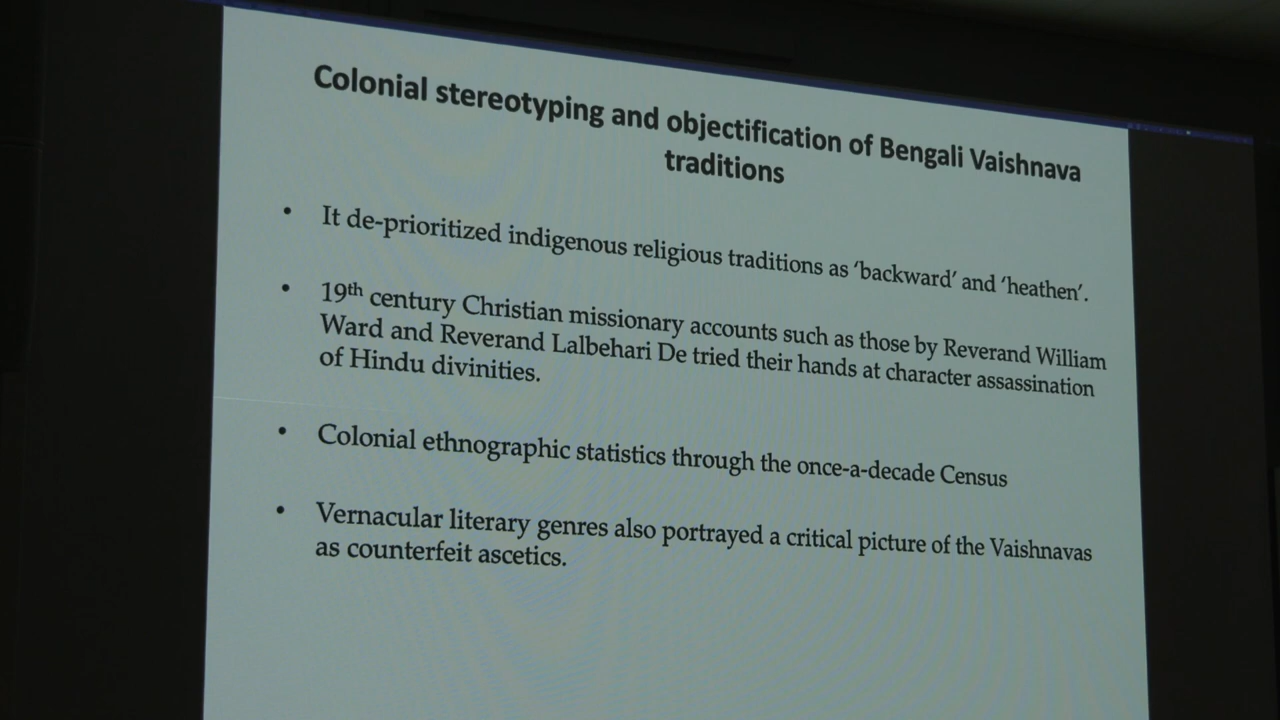 Colonial stereotyping and objectification of Bengali Vaishnava
traditions
• It de-prioritized indigenous religious traditions as ‘backward’ and ‘heathen’.
• 19th century Christian missionary accounts such as those by Reverand William
Ward and Reverand Lalbehari De tried their hands at character assassination
of Hindu divinities.
• Colonial ethnographic statistics through the once-a-decade Census
• Vernacular literary genres also portrayed a critical picture of the Vaishnavas
as counterfeit ascetics.